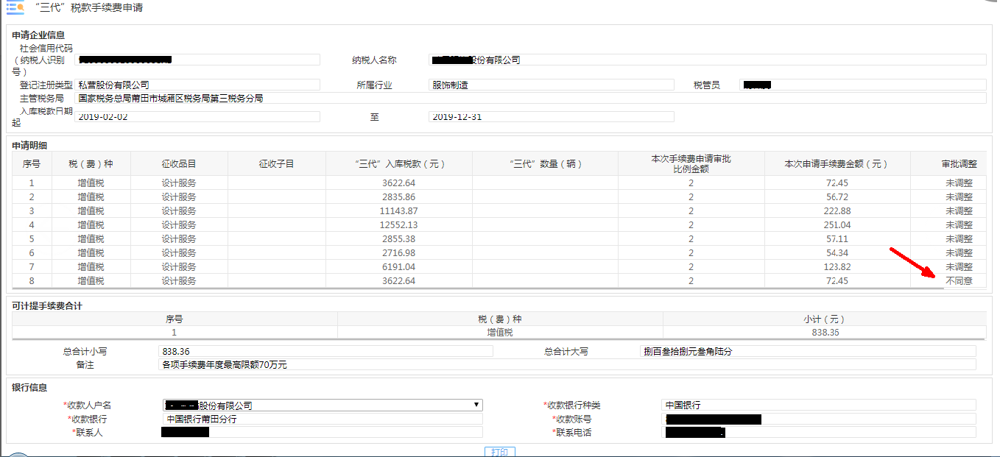 “三代”税款手续费申请
申请企业信息
社会信用代码
（纳税人识别号）
纳税人名称 股份有限公司
登记注册类型 私营股份有限公司 所属行业 服饰制造 税管员
主管税务局 国家税务总局莆田市城厢区税务局第三税务分局
入库税款日期起 2019-02-02 至 2019-12-31
申请明细
序号 税（费）种 征收品目 征收子目 “三代”入库税款（元） “三代”数量（辆） 本次手续费申请审批比例金额 本次申请手续费金额（元） 审批调整
1 增值税 设计服务 3622.64 2 72.45 未调整
2 增值税 设计服务 2835.86 2 56.72 未调整
3 增值税 设计服务 11143.87 2 222.88 未调整
4 增值税 设计服务 12552.13 2 251.04 未调整
5 增值税 设计服务 2855.38 2 57.11 未调整
6 增值税 设计服务 2716.98 2 54.34 未调整
7 增值税 设计服务 6191.04 2 123.82 未调整
8 增值税 设计服务 3622.64 2 72.45 不同意
可计提手续费合计
序号 税（费）种 小计（元）
1 增值税 838.36
总合计小写 838.36 总合计大写 捌百叁拾捌元叁角陆分
备注 各项手续费年度最高限额70万元
银行信息
*收款人户名 股份有限公司 *收款银行种类 中国银行
*收款银行 中国银行莆田分行 *收款账号
*联系人 *联系电话
打印